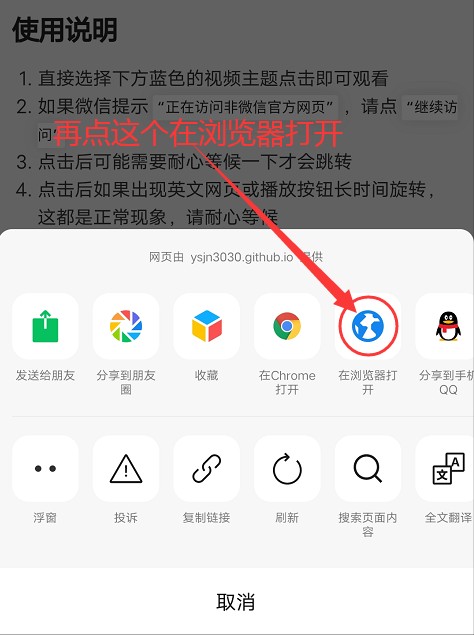 使用说明
1. 直接选择下方蓝色的视频主题点击即可观看
2. 如果微信提示 “正在访问非微信官方网页” ，请点 “继续访
问”
再点这个在浏览器打开
3. 点击后可能需要耐心等候一下才会跳转
4. 点击后如果出现英文网页或播放按钮长时间旋转，
这都是正常现象，请耐心等候
网页由 ysjn3030.github.io 提供
发送给朋友
分享到朋友
圈
收藏
在Chrome
打开
在浏览器打
开
分享到手机
QQ
浮窗
投诉
复制链接
刷新
搜索页面内
容
全文翻译
取消